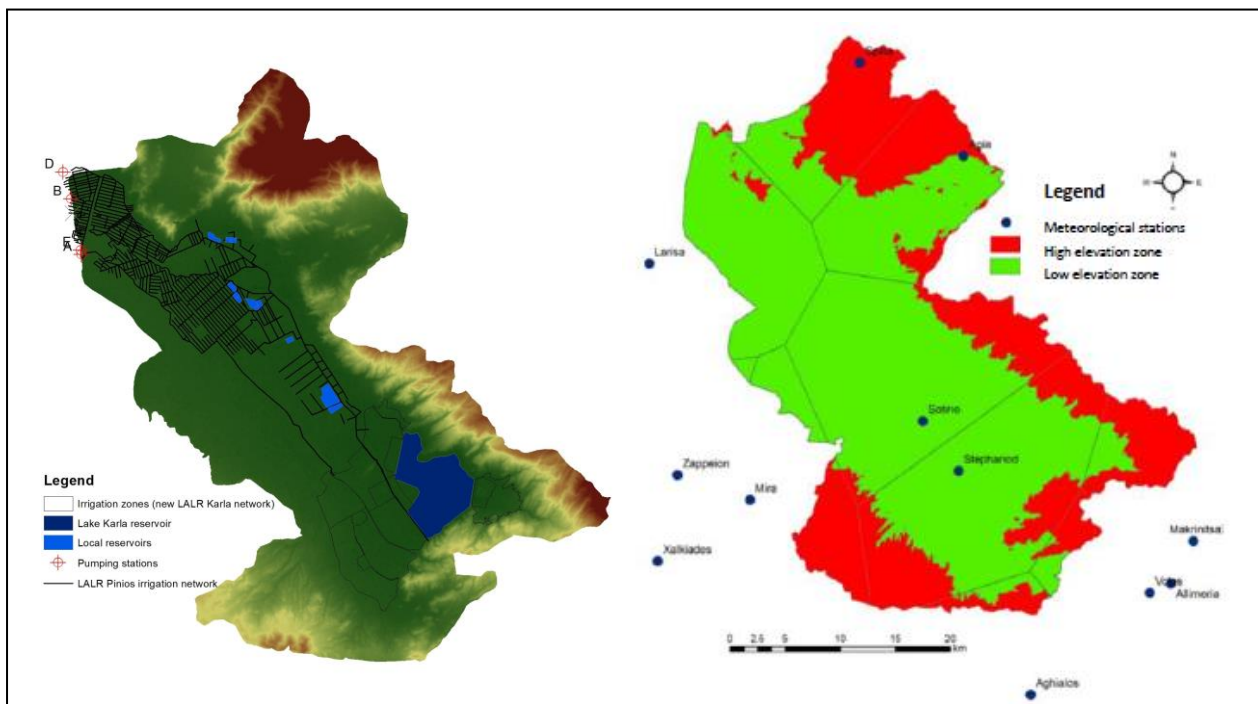 D
B
A
Legend
Irrigation zones (new LALR Karla network)
Lake Karla reservoir
Local reservoirs
Pumping stations
LALR Pinios irrigation network
Agia
Larisa
Sotirio
Zappeion
Mira
Xalkiades
Makrinitsa
Volos
Aghialos
Legend
Meteorological stations
High elevation zone
Low elevation zone
N
E
0 2.5 5 10 15 20
km